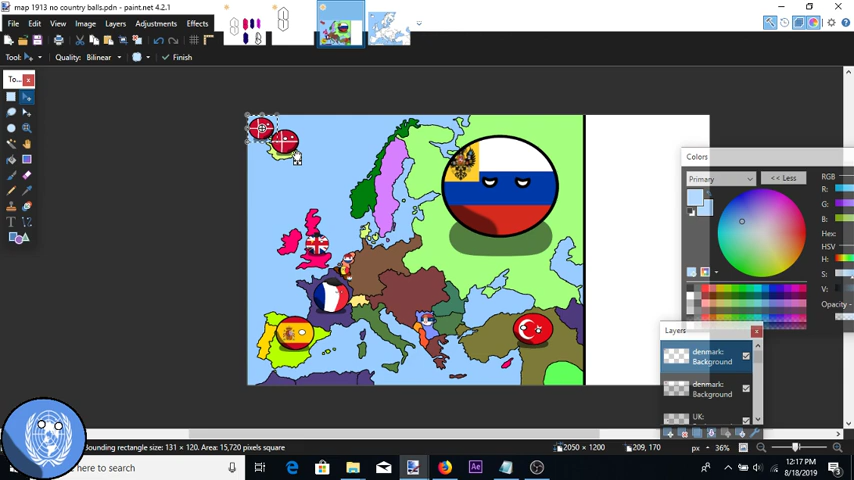 map 1913 no country balls.pdn - paint.net 4.2.1
File Edit View Image Layers Adjustments Effects
Tool: Quality: Bilinear Finish
To...
Colors
Primary << Less RGB
R:
G:
B:
Hex:
HSV
H:
S:
V:
Opacity -
Layers
denmark:
Background
denmark:
Background
UK:
Bounding rectangle size: 131 × 120. Area: 15,720 pixels square
2050 × 1200 209, 170 px 36%
here to search
Ae
12:17 PM
8/18/2019
3